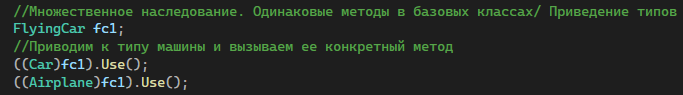 //Множественное наследование. Одинаковые методы в базовых классах/ Приведение типов
FlyingCar fc1;
//Приводим к типу машины и вызываем ее конкретный метод
((Car)fc1).Use();
((Airplane)fc1).Use();